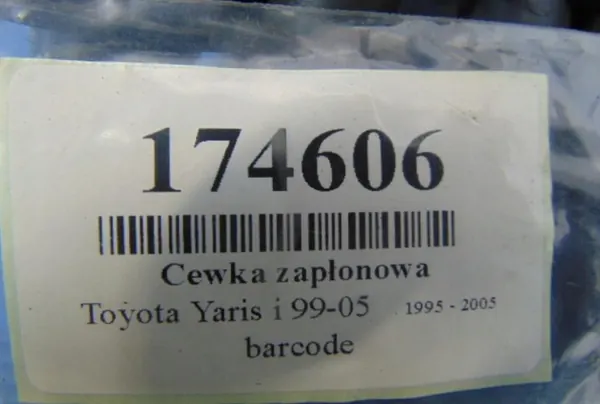 174606
Cewka zapłonowa
Toyota Yaris i 99-05 . 1995 - 2005
barcode